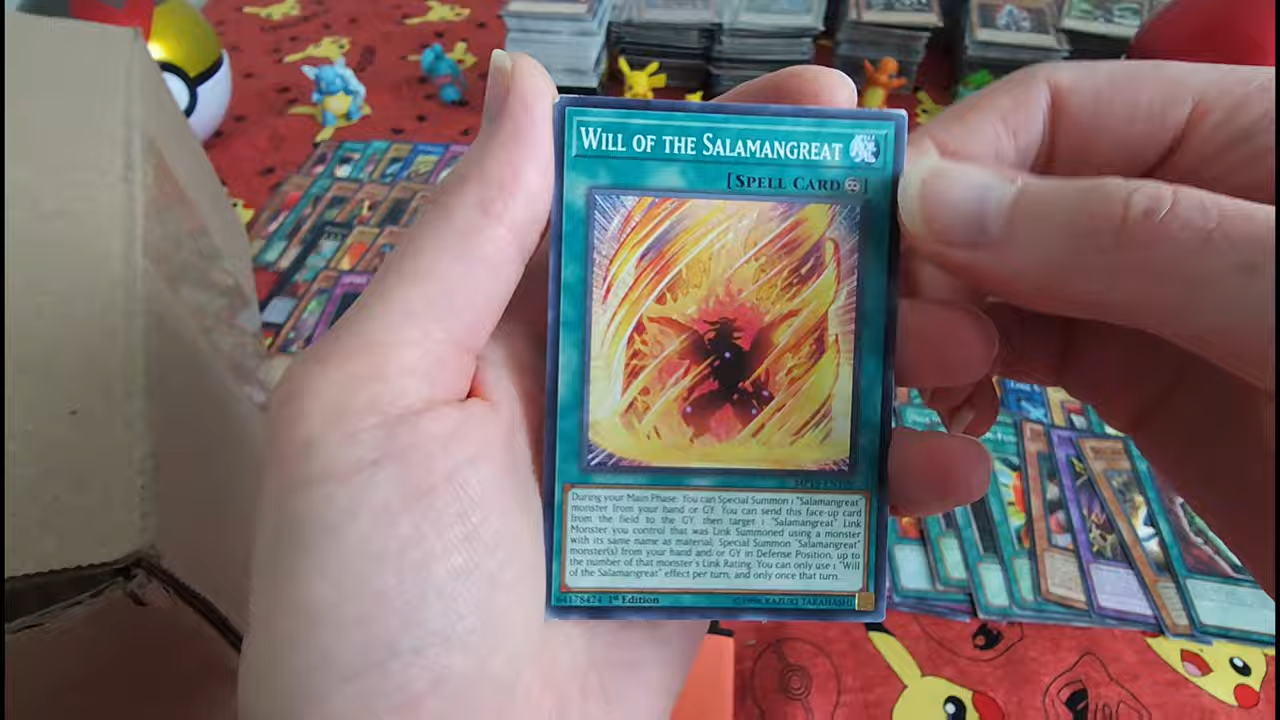 WILL OF THE SALAMANGREAT
[SPELL CARD]
During your Main Phase: You can Special Summon 1 "Salamangreat"
monster from your hand or GY. You can send this face-up card
from the field to the GY, then target 1 "Salamangreat" Link
Monster you control that was Link Summoned using a monster
with its same name as material; Special Summon "Salamangreat"
monster(s) from your hand and/or GY in Defense Position, up to
the number of that monster's Link Rating. You can only use 1 "Will
of the Salamangreat" effect per turn, and only once that turn.
64178424 1st Edition
©1996 KAZUKI TAKAHASHI